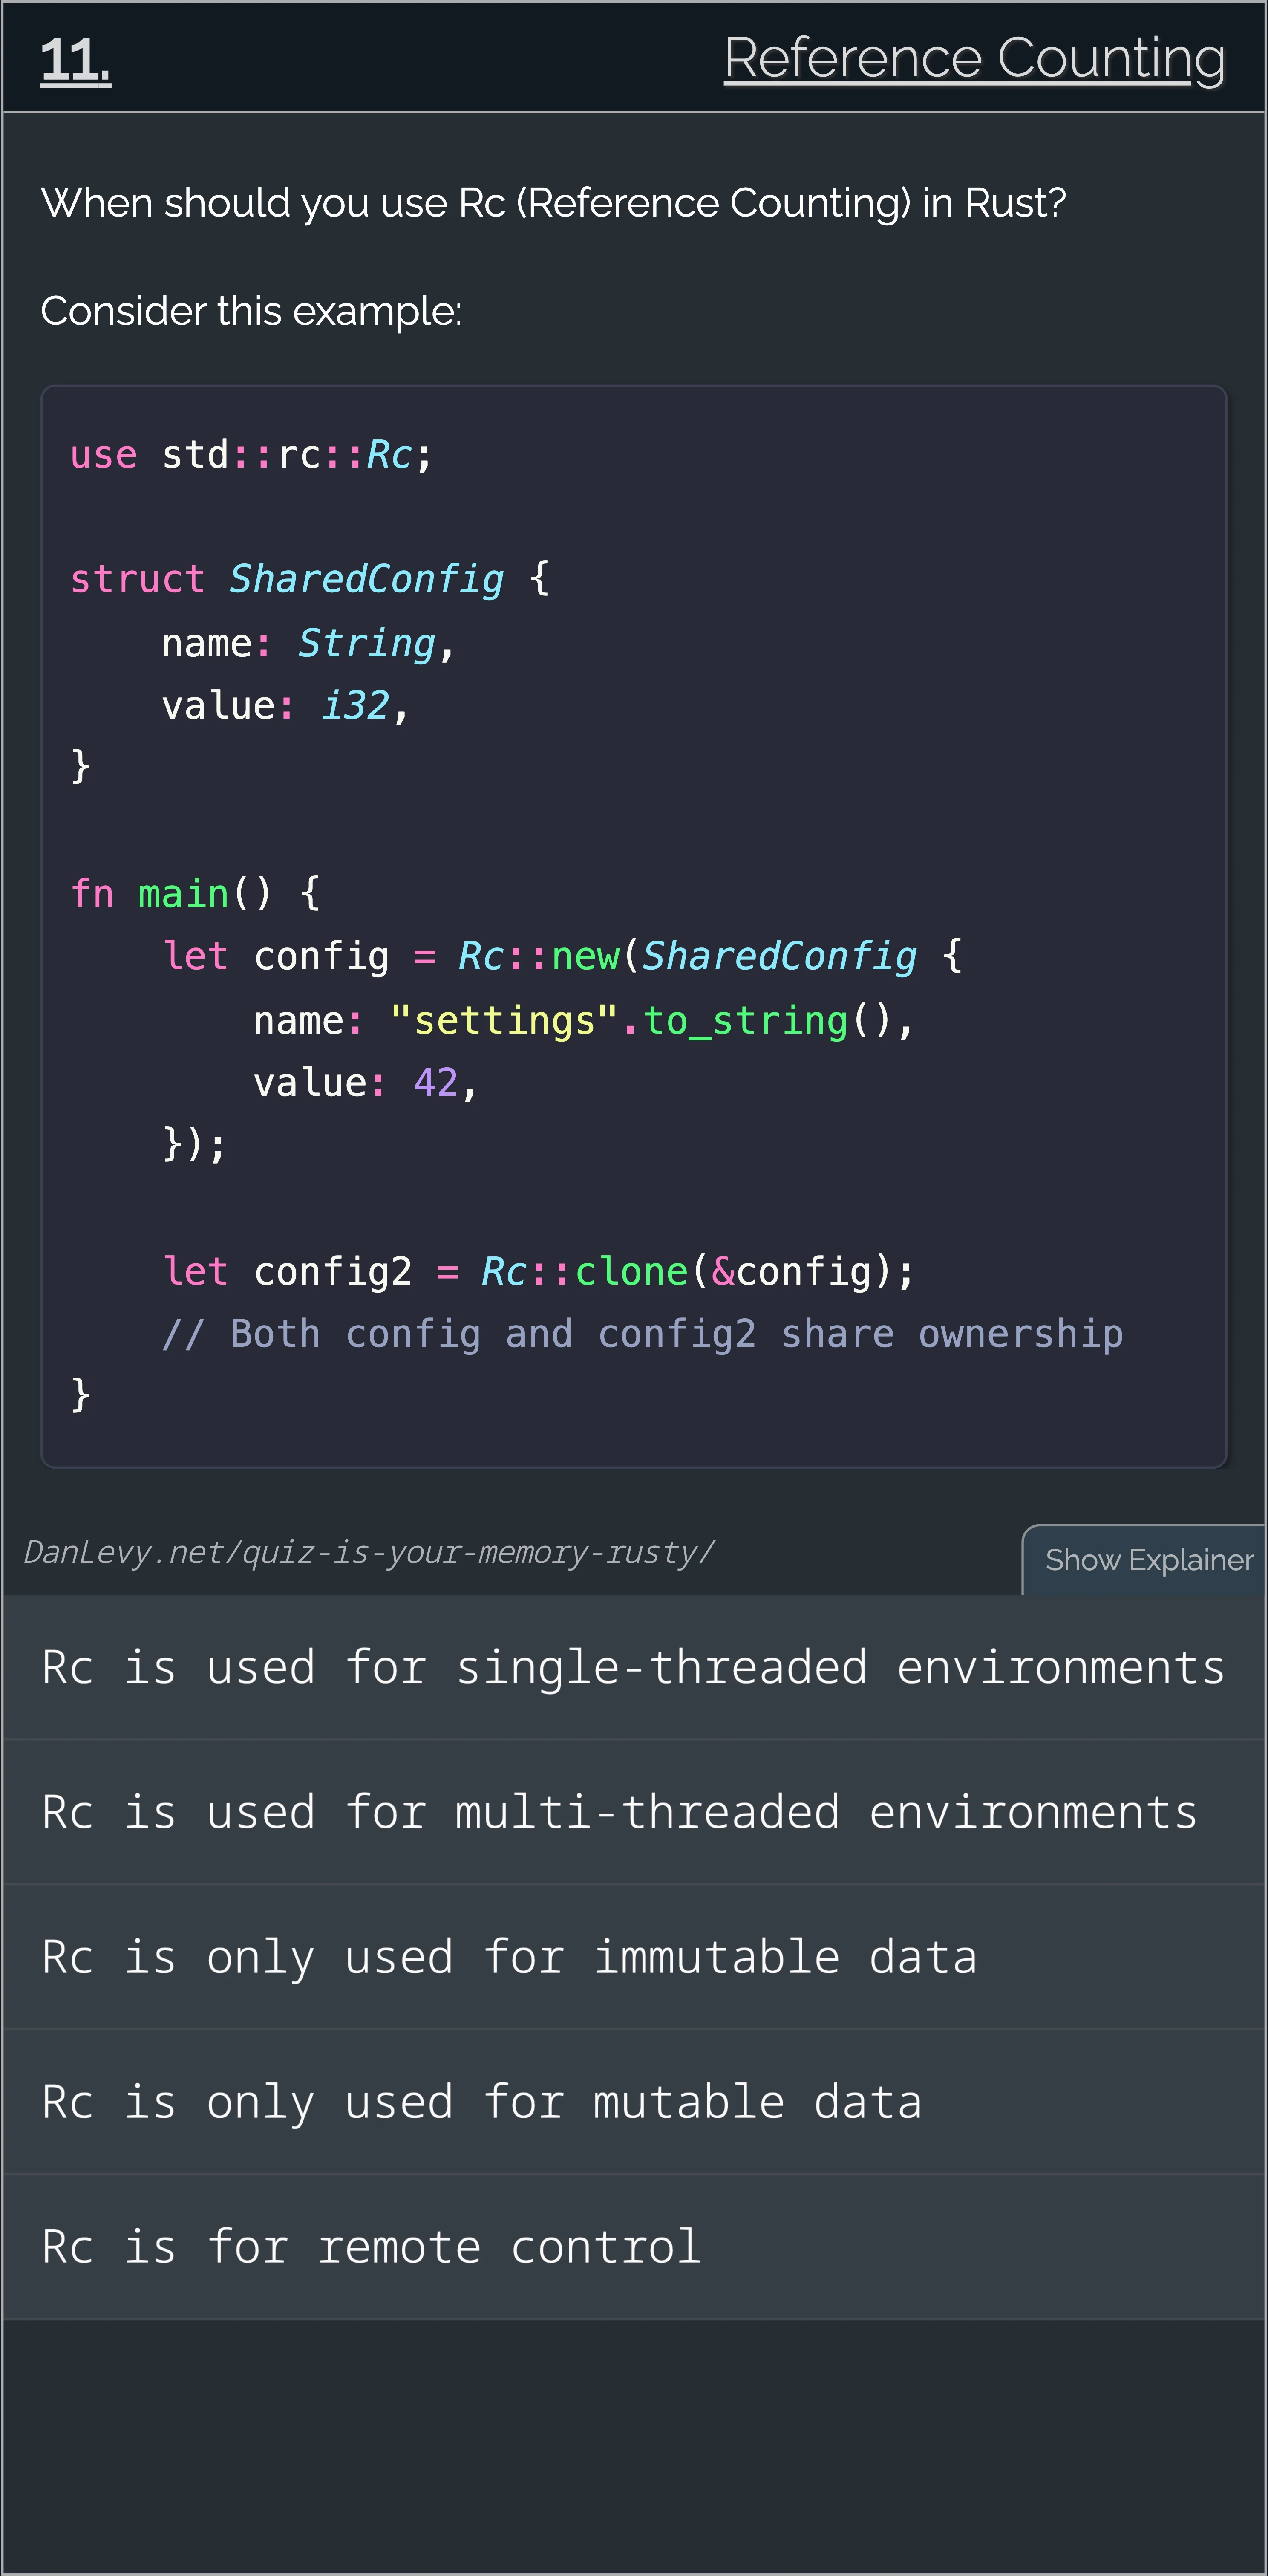 11.
Reference Counting
When should you use Rc (Reference Counting) in Rust?
Consider this example:
use std::rc::Rc;
struct SharedConfig {
    name: String,
    value: i32,
}
fn main() {
    let config = Rc::new(SharedConfig {
        name: "settings".to_string(),
        value: 42,
    });
    let config2 = Rc::clone(&config);
    // Both config and config2 share ownership
}
DanLevy.net/quiz-is-your-memory-rusty/
Show Explainer
Rc is used for single-threaded environments
Rc is used for multi-threaded environments
Rc is only used for immutable data
Rc is only used for mutable data
Rc is for remote control